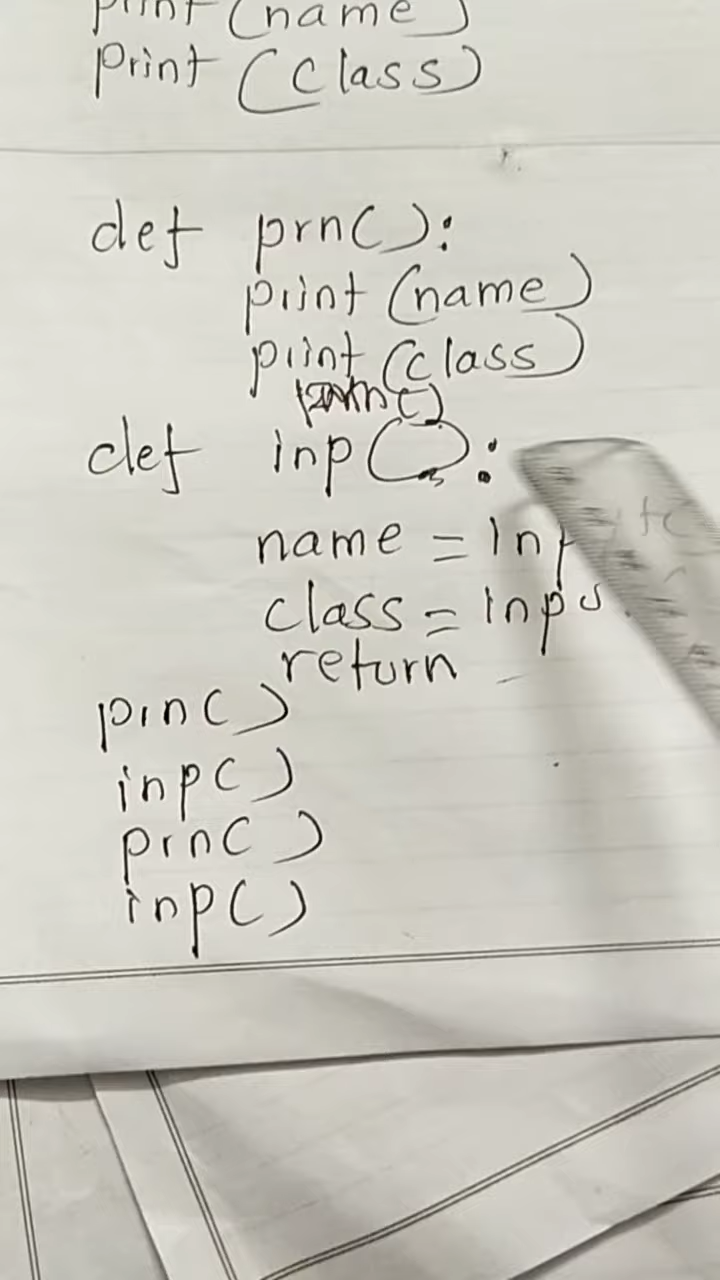 print (name)
print (class)
def prn():
print (name)
print (class)
def inp():
name = inp
class = inpu
return
prn()
inp()
prn()
inp()